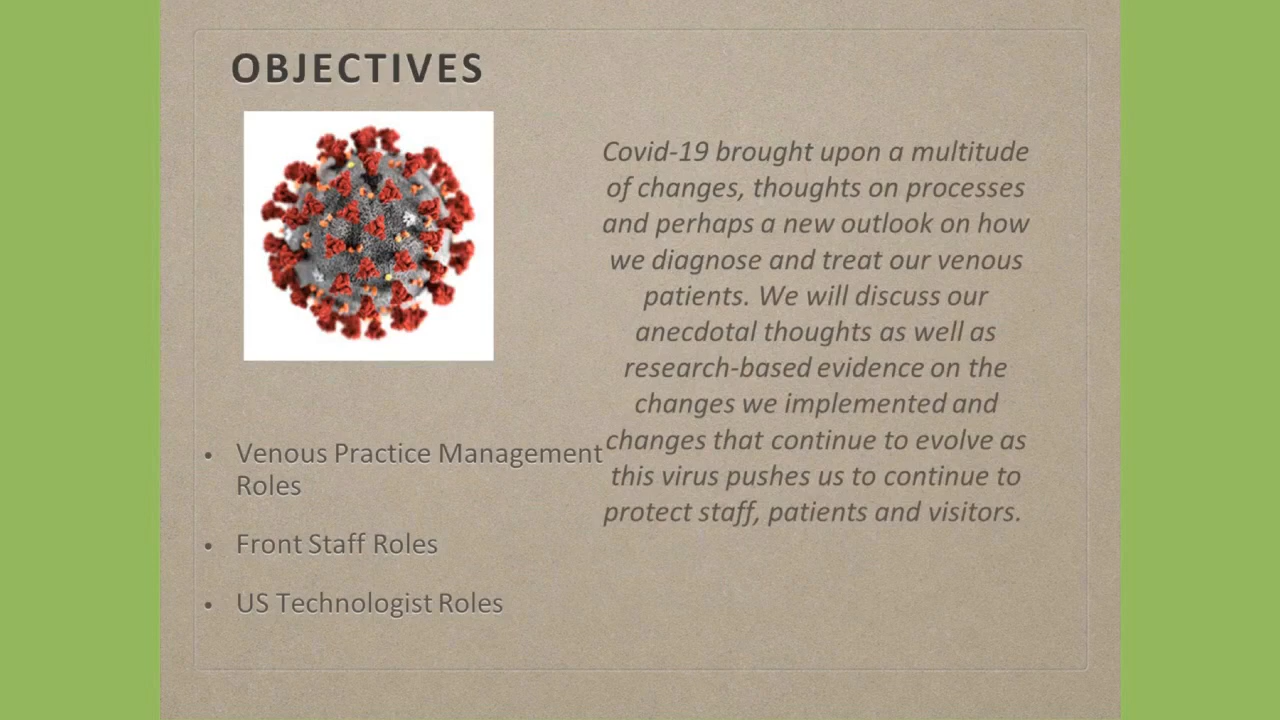 OBJECTIVES
Covid-19 brought upon a multitude
of changes, thoughts on processes
and perhaps a new outlook on how
we diagnose and treat our venous
patients. We will discuss our
anecdotal thoughts as well as
research-based evidence on the
changes we implemented and
changes that continue to evolve as
this virus pushes us to continue to
protect staff, patients and visitors.
• Venous Practice Management
Roles
• Front Staff Roles
• US Technologist Roles